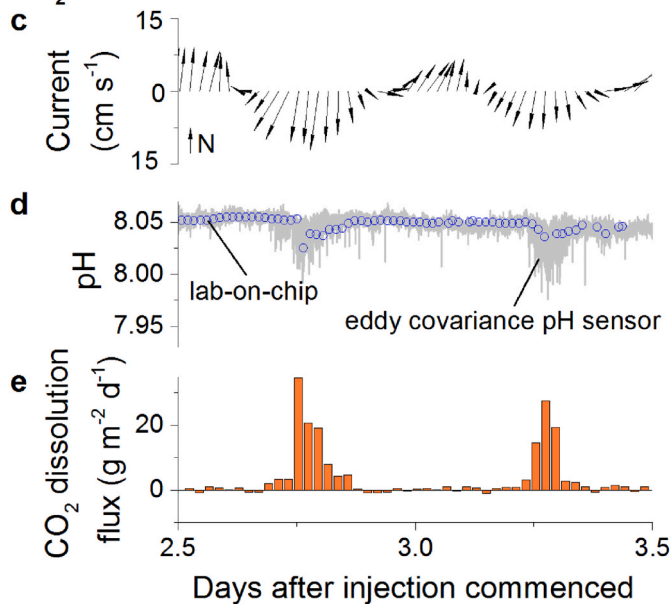 2
c
Current
(cm s⁻¹)
15
0
15
N
d
pH
8.05
8.00
7.95
lab-on-chip
eddy covariance pH sensor
e
CO₂ dissolution
flux (g m⁻² d⁻¹)
20
0
2.5 3.0 3.5
Days after injection commenced